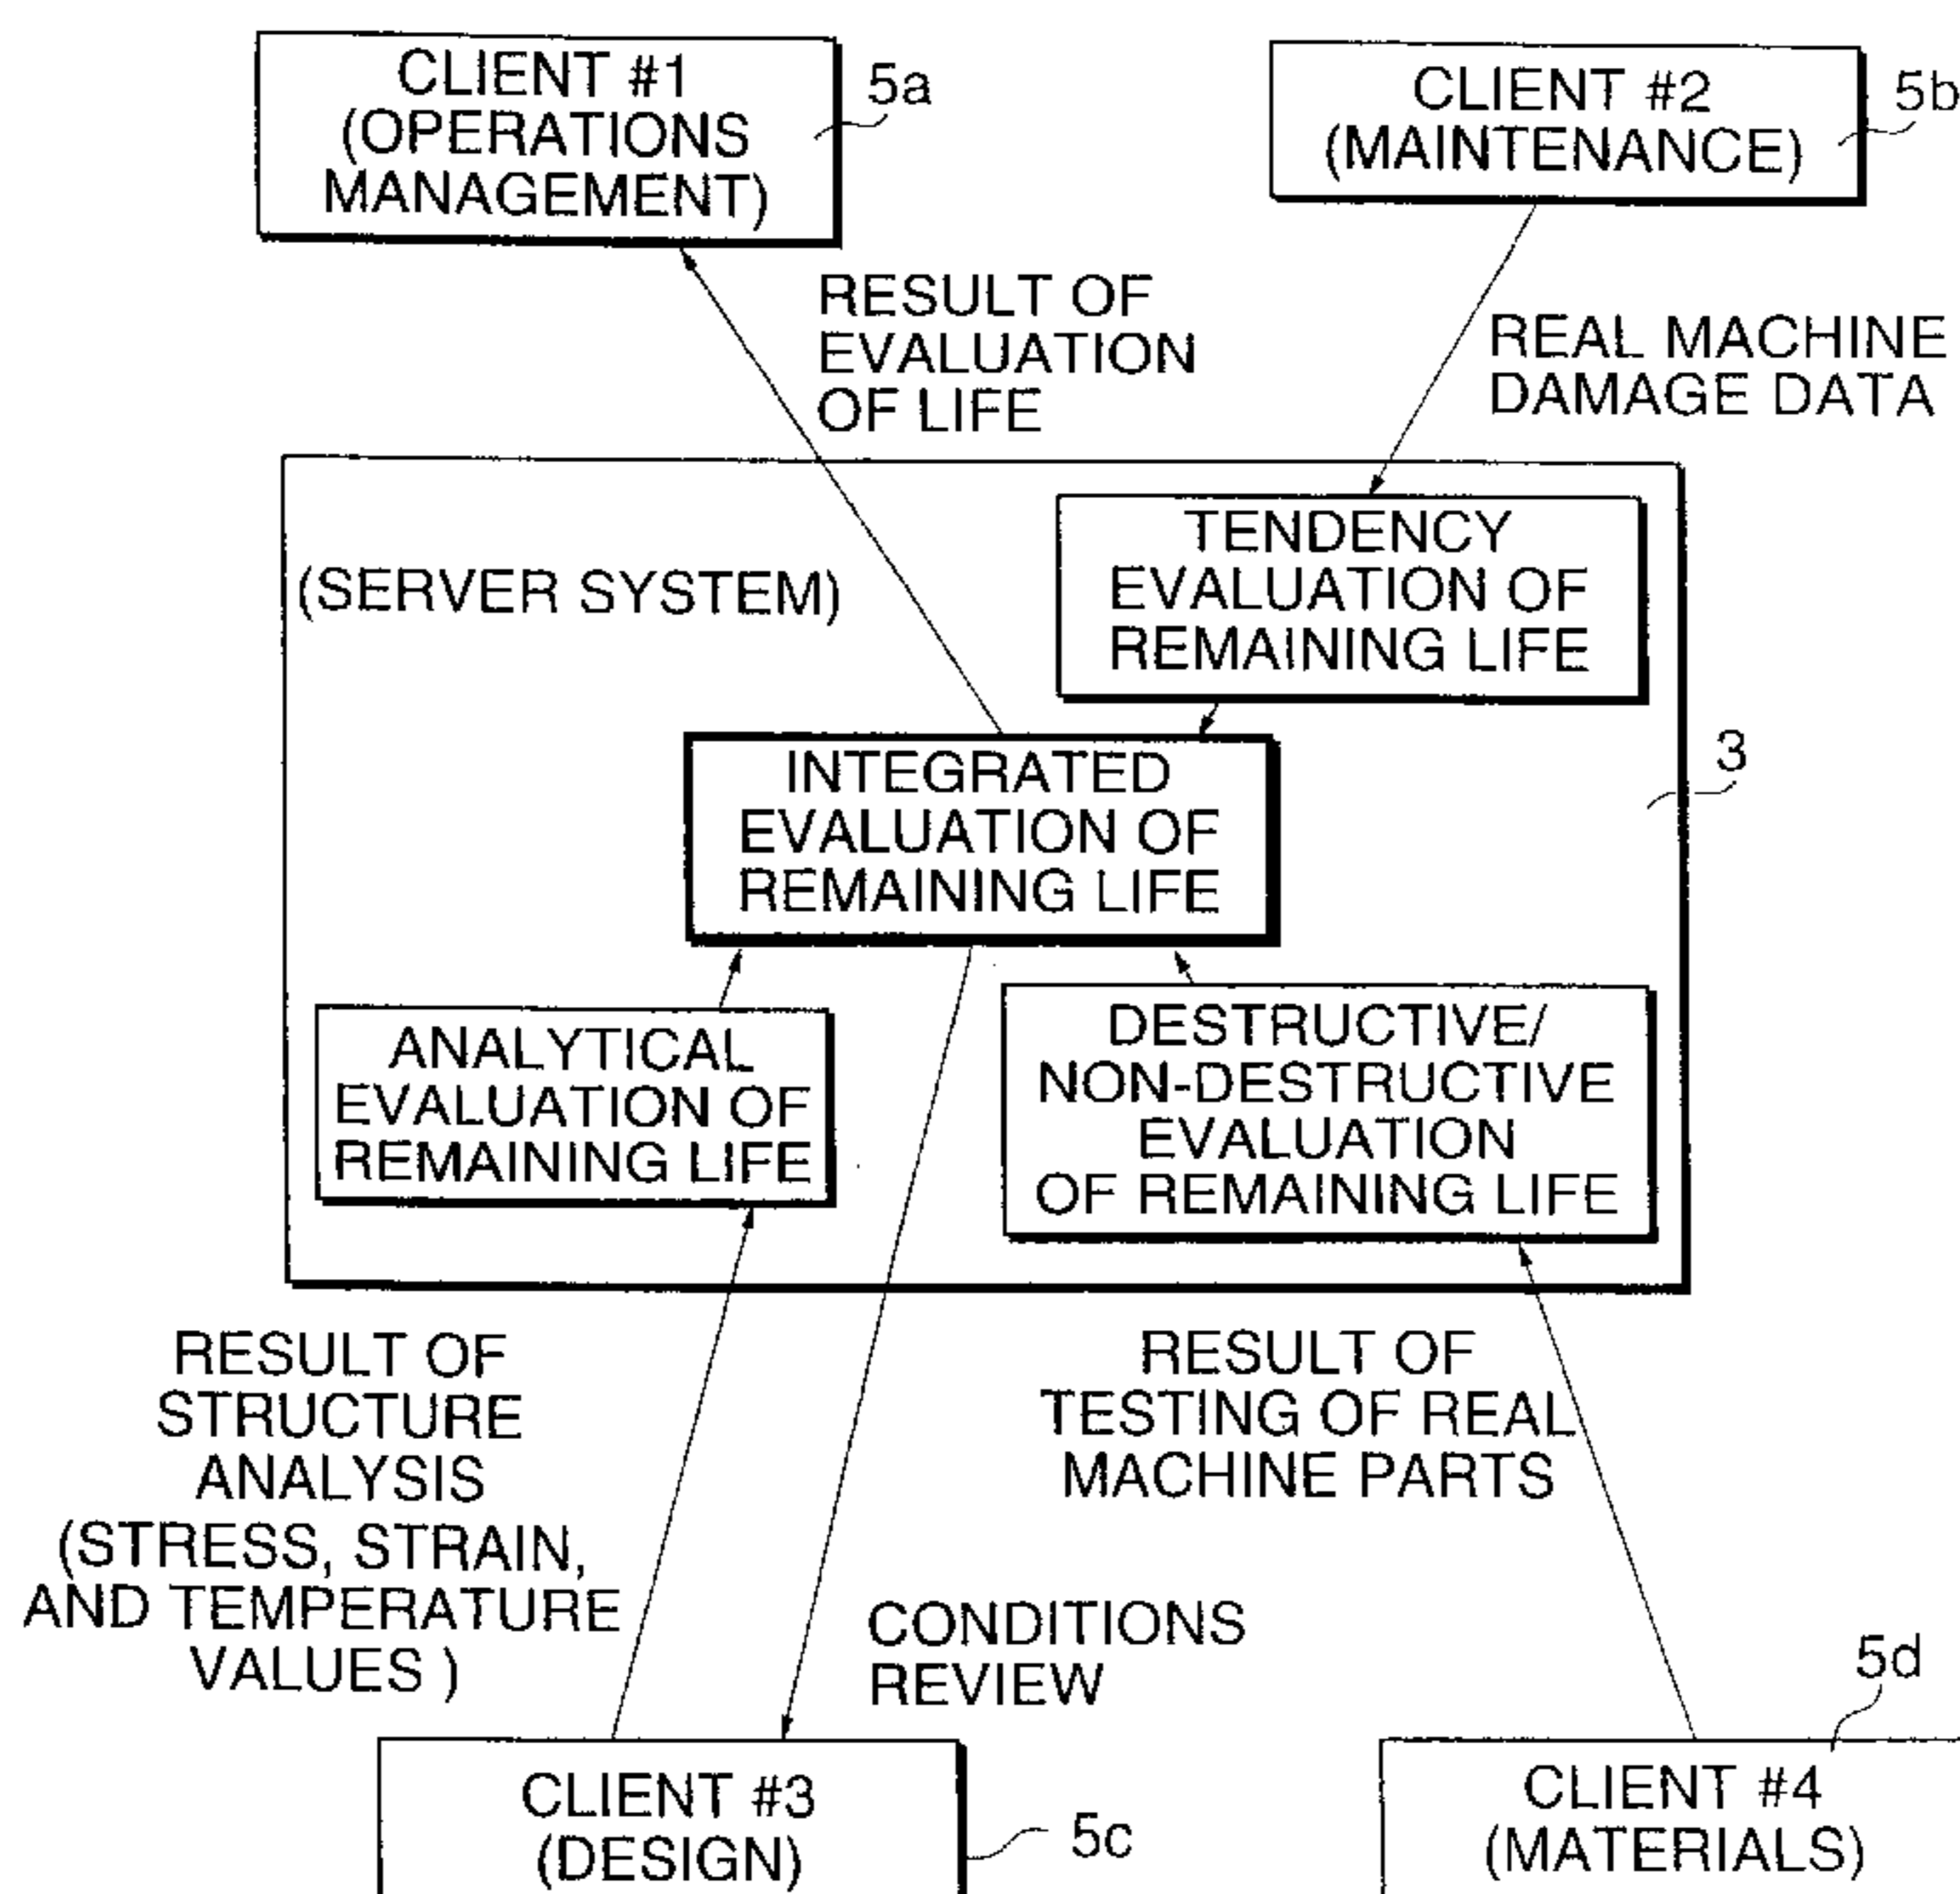 CLIENT #1
(OPERATIONS
MANAGEMENT)
5a
CLIENT #2
(MAINTENANCE)
5b
RESULT OF
EVALUATION
OF LIFE
REAL MACHINE
DAMAGE DATA
(SERVER SYSTEM)
TENDENCY
EVALUATION OF
REMAINING LIFE
3
INTEGRATED
EVALUATION OF
REMAINING LIFE
ANALYTICAL
EVALUATION OF
REMAINING LIFE
DESTRUCTIVE/
NON-DESTRUCTIVE
EVALUATION
OF REMAINING LIFE
RESULT OF
STRUCTURE
ANALYSIS
(STRESS, STRAIN,
AND TEMPERATURE
VALUES )
RESULT OF
TESTING OF REAL
MACHINE PARTS
CONDITIONS
REVIEW
5d
CLIENT #3
(DESIGN)
5c
CLIENT #4
(MATERIALS)